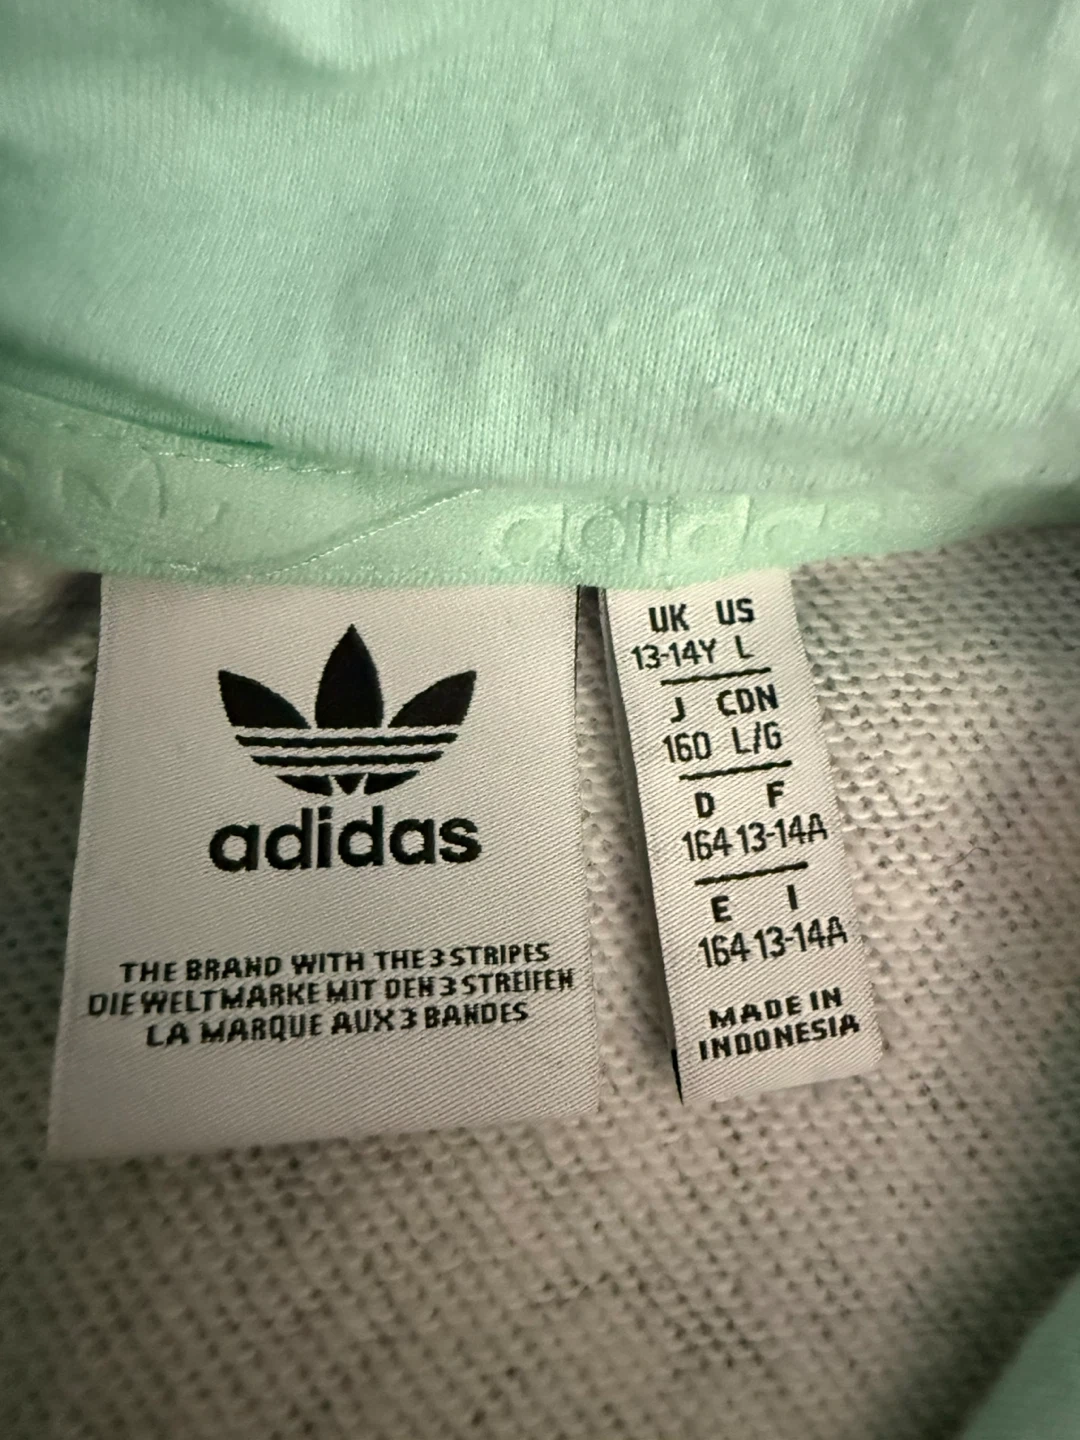 adidas
adidas
THE BRAND WITH THE 3 STRIPES
DIE WELTMARKE MIT DEN 3 STREIFEN
LA MARQUE AUX 3 BANDES
UK US
13-14Y L
J CDN
160 L/G
D F
164 13-14A
E I
164 13-14A
MADE IN
INDONESIA